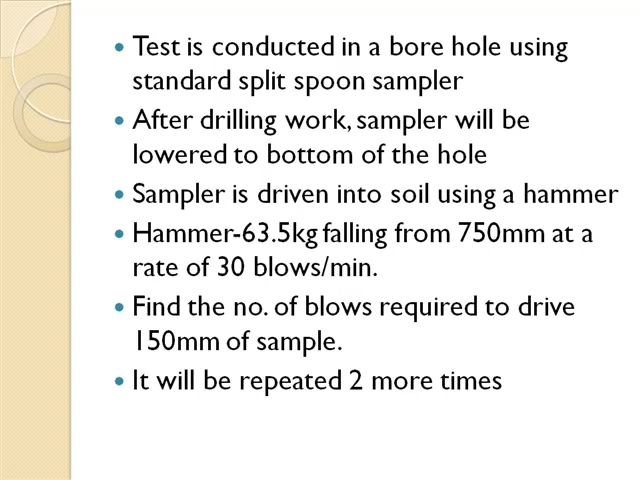 Test is conducted in a bore hole using
standard split spoon sampler
After drilling work, sampler will be
lowered to bottom of the hole
Sampler is driven into soil using a hammer
Hammer-63.5kg falling from 750mm at a
rate of 30 blows/min.
Find the no. of blows required to drive
150mm of sample.
It will be repeated 2 more times